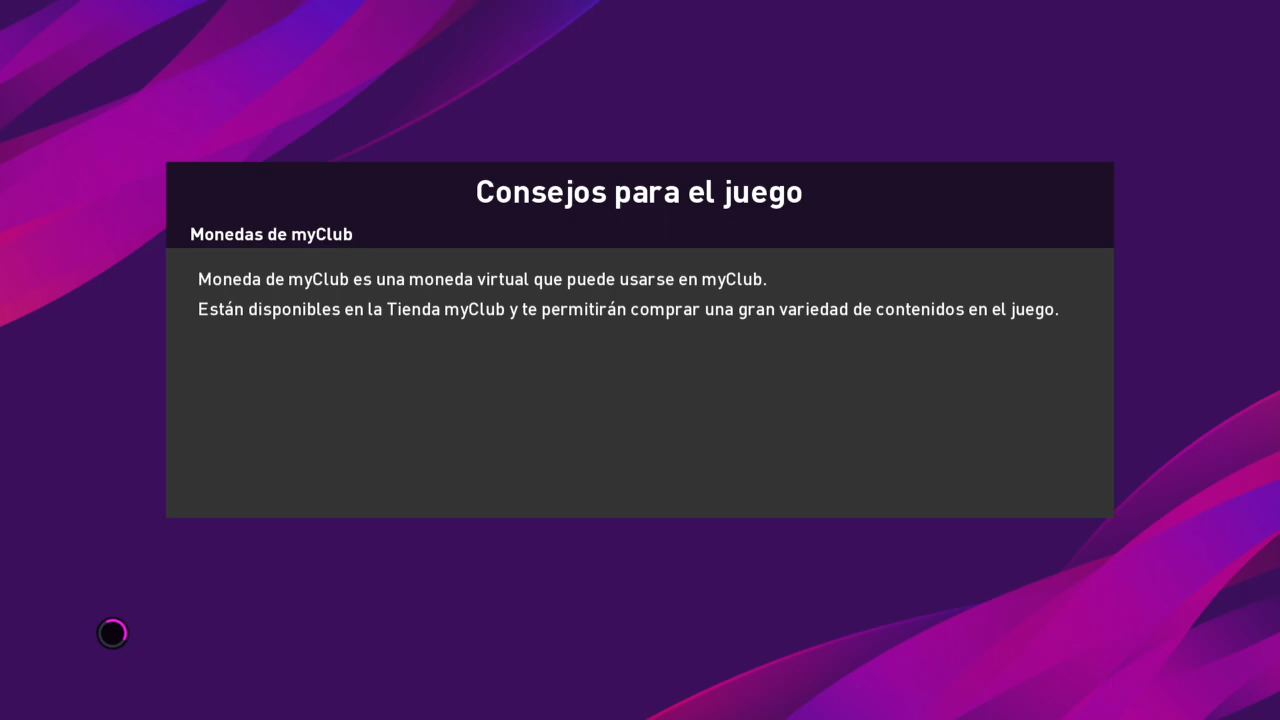 Consejos para el juego
Monedas de myClub
Moneda de myClub es una moneda virtual que puede usarse en myClub.
Están disponibles en la Tienda myClub y te permitirán comprar una gran variedad de contenidos en el juego.